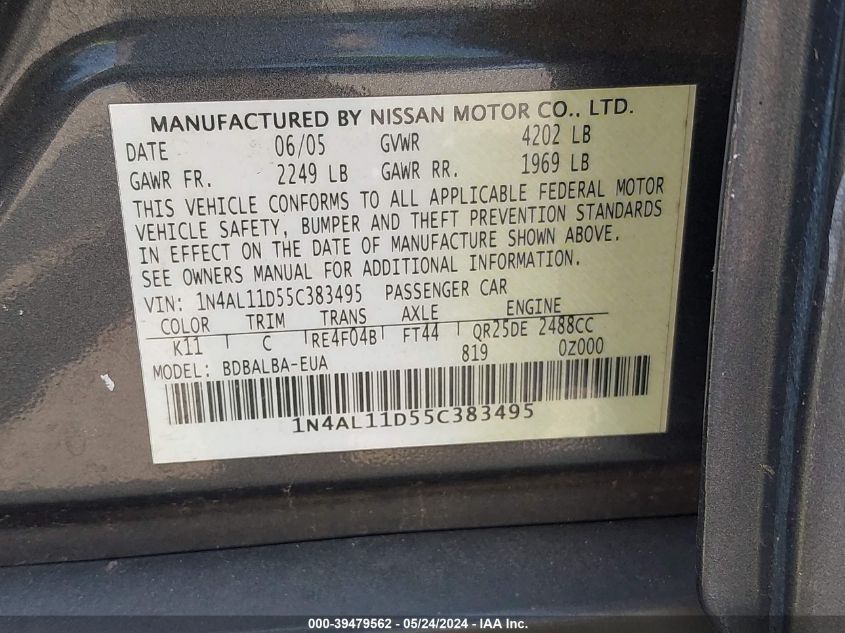 MANUFACTURED BY NISSAN MOTOR CO., LTD.
DATE 06/05 GVWR 4202 LB
GAWR FR. 2249 LB GAWR RR. 1969 LB
THIS VEHICLE CONFORMS TO ALL APPLICABLE FEDERAL MOTOR
VEHICLE SAFETY, BUMPER AND THEFT PREVENTION STANDARDS
IN EFFECT ON THE DATE OF MANUFACTURE SHOWN ABOVE.
SEE OWNERS MANUAL FOR ADDITIONAL INFORMATION.
VIN: 1N4AL11D55C383495 PASSENGER CAR
COLOR TRIM TRANS AXLE ENGINE
K11 C RE4F04B FT44 QR25DE 2488CC
MODEL: BDBALBA-EUA 819 0Z000
1N4AL11D55C383495
000-39479562 - 05/24/2024 - IAA Inc.